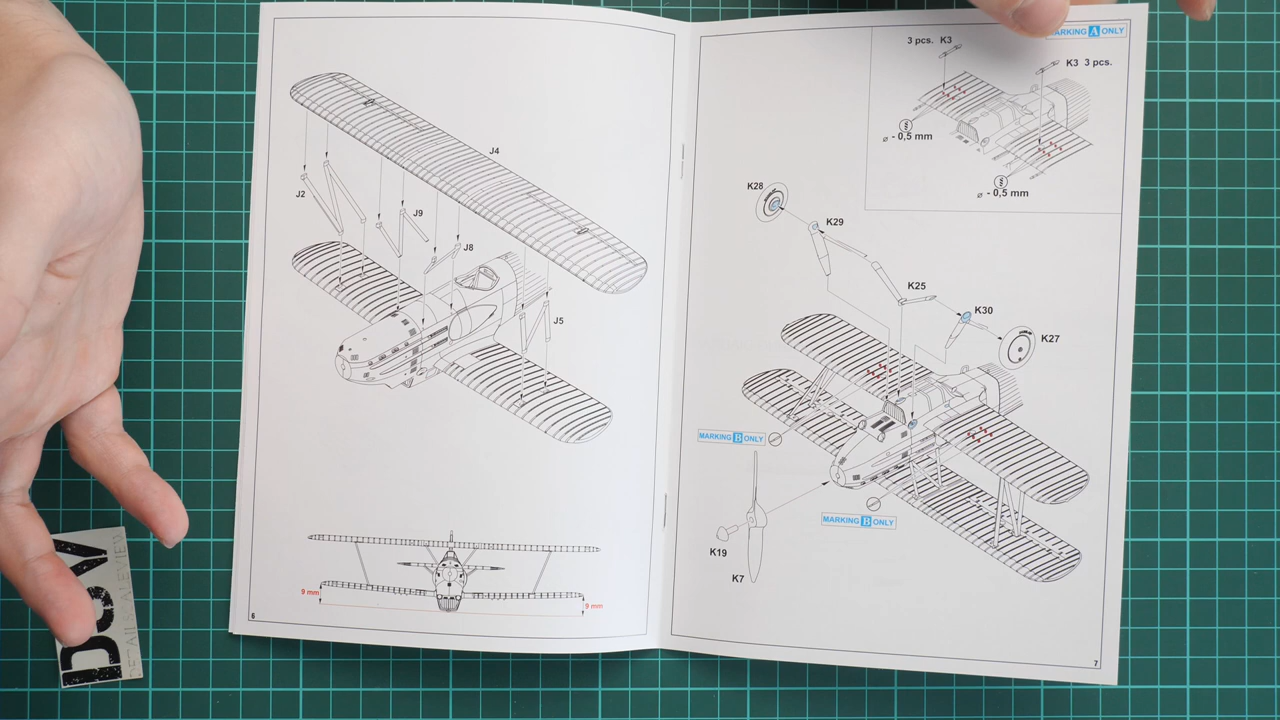 J4
J2
J9
J8
J5
9 mm
9 mm
6
MARKING A ONLY
3 pcs. K3
K3 3 pcs.
⌀ - 0,5 mm
⌀ - 0,5 mm
K28
K29
K25
K30
K27
MARKING B ONLY
MARKING B ONLY
K19
K7
7